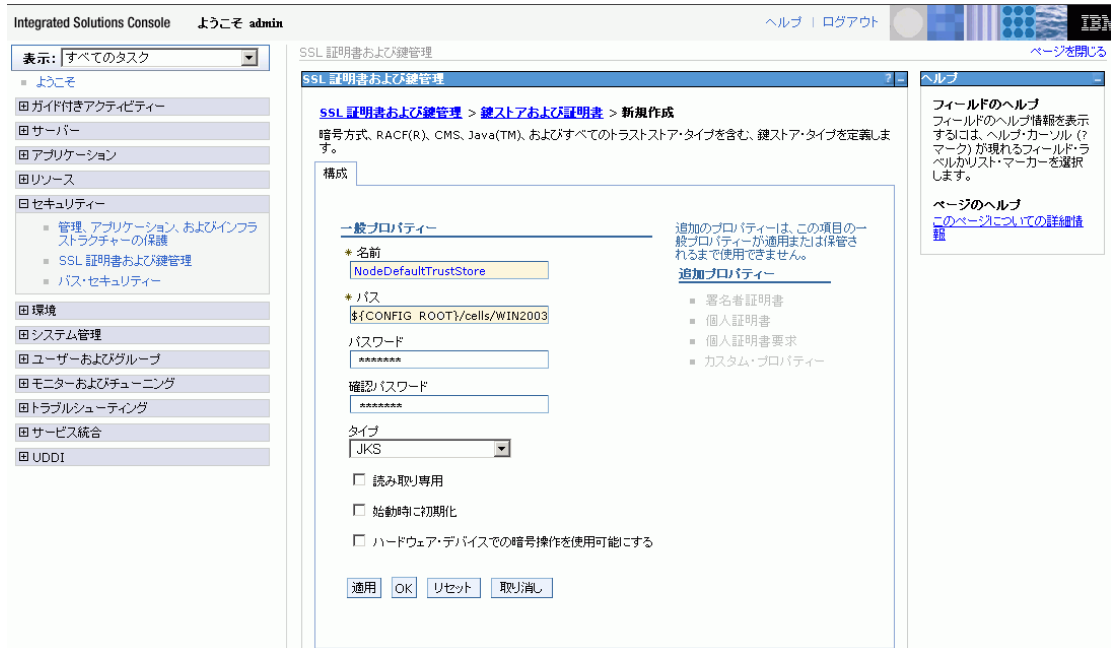 Integrated Solutions Console ようこそ admin
ヘルプ | ログアウト
IBM
表示: すべてのタスク
ようこそ
ガイド付きアクティビティー
サーバー
アプリケーション
リソース
セキュリティー
管理、アプリケーション、およびインフラ
ストラクチャーの保護
SSL 証明書および鍵管理
バス・セキュリティー
環境
システム管理
ユーザーおよびグループ
モニターおよびチューニング
トラブルシューティング
サービス統合
UDDI
SSL 証明書および鍵管理
ページを閉じる
SSL 証明書および鍵管理
? -
SSL 証明書および鍵管理 > 鍵ストアおよび証明書 > 新規作成
暗号方式、RACF(R)、CMS、Java(TM)、およびすべてのトラストストア・タイプを含む、鍵ストア・タイプを定義しま
す。
構成
一般プロパティー
* 名前
NodeDefaultTrustStore
* パス
${CONFIG_ROOT}/cells/WIN2003
パスワード
*******
確認パスワード
*******
タイプ
JKS
読み取り専用
始動時に初期化
ハードウェア・デバイスでの暗号操作を使用可能にする
適用 OK リセット 取り消し
追加のプロパティーは、この項目の一
般プロパティーが適用または保管さ
れるまで使用できません。
追加プロパティー
署名者証明書
個人証明書
個人証明書要求
カスタム・プロパティー
ヘルプ
-
フィールドのヘルプ
フィールドのヘルプ情報を表示
するには、ヘルプ・カーソル (?
マーク) が現れるフィールド・ラ
ベルかリスト・マーカーを選択
します。
ページのヘルプ
このページについての詳細情
報